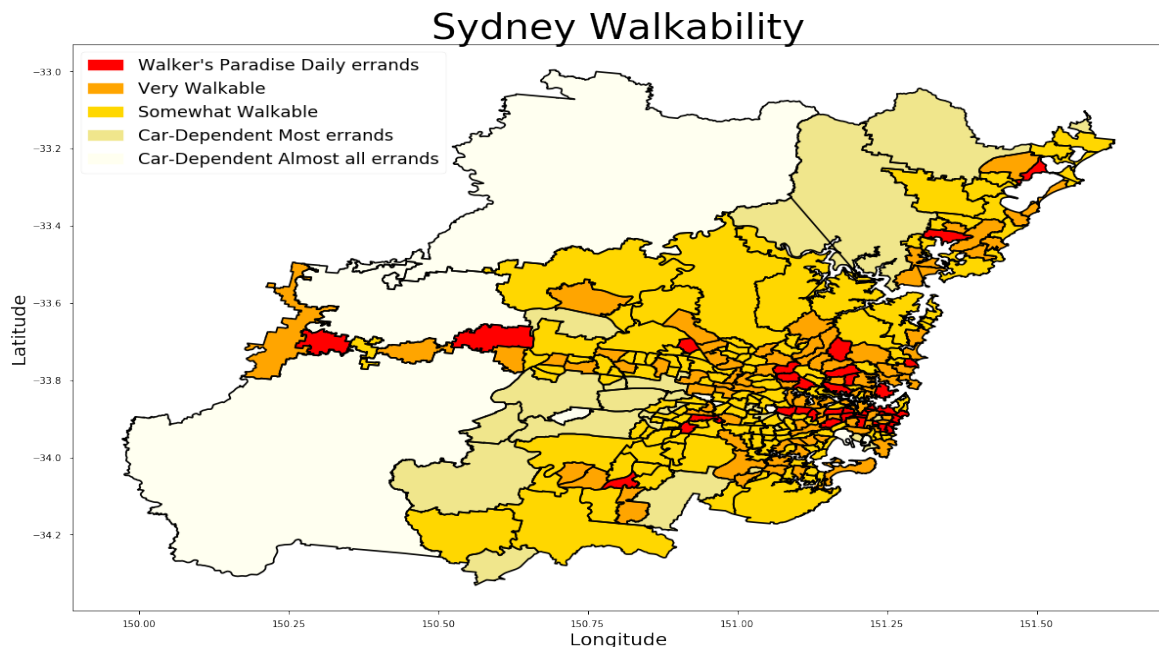 Sydney Walkability
Walker's Paradise Daily errands
Very Walkable
Somewhat Walkable
Car-Dependent Most errands
Car-Dependent Almost all errands
Latitude
−33.0
−33.2
−33.4
−33.6
−33.8
−34.0
−34.2
150.00 150.25 150.50 150.75 151.00 151.25 151.50
Longitude